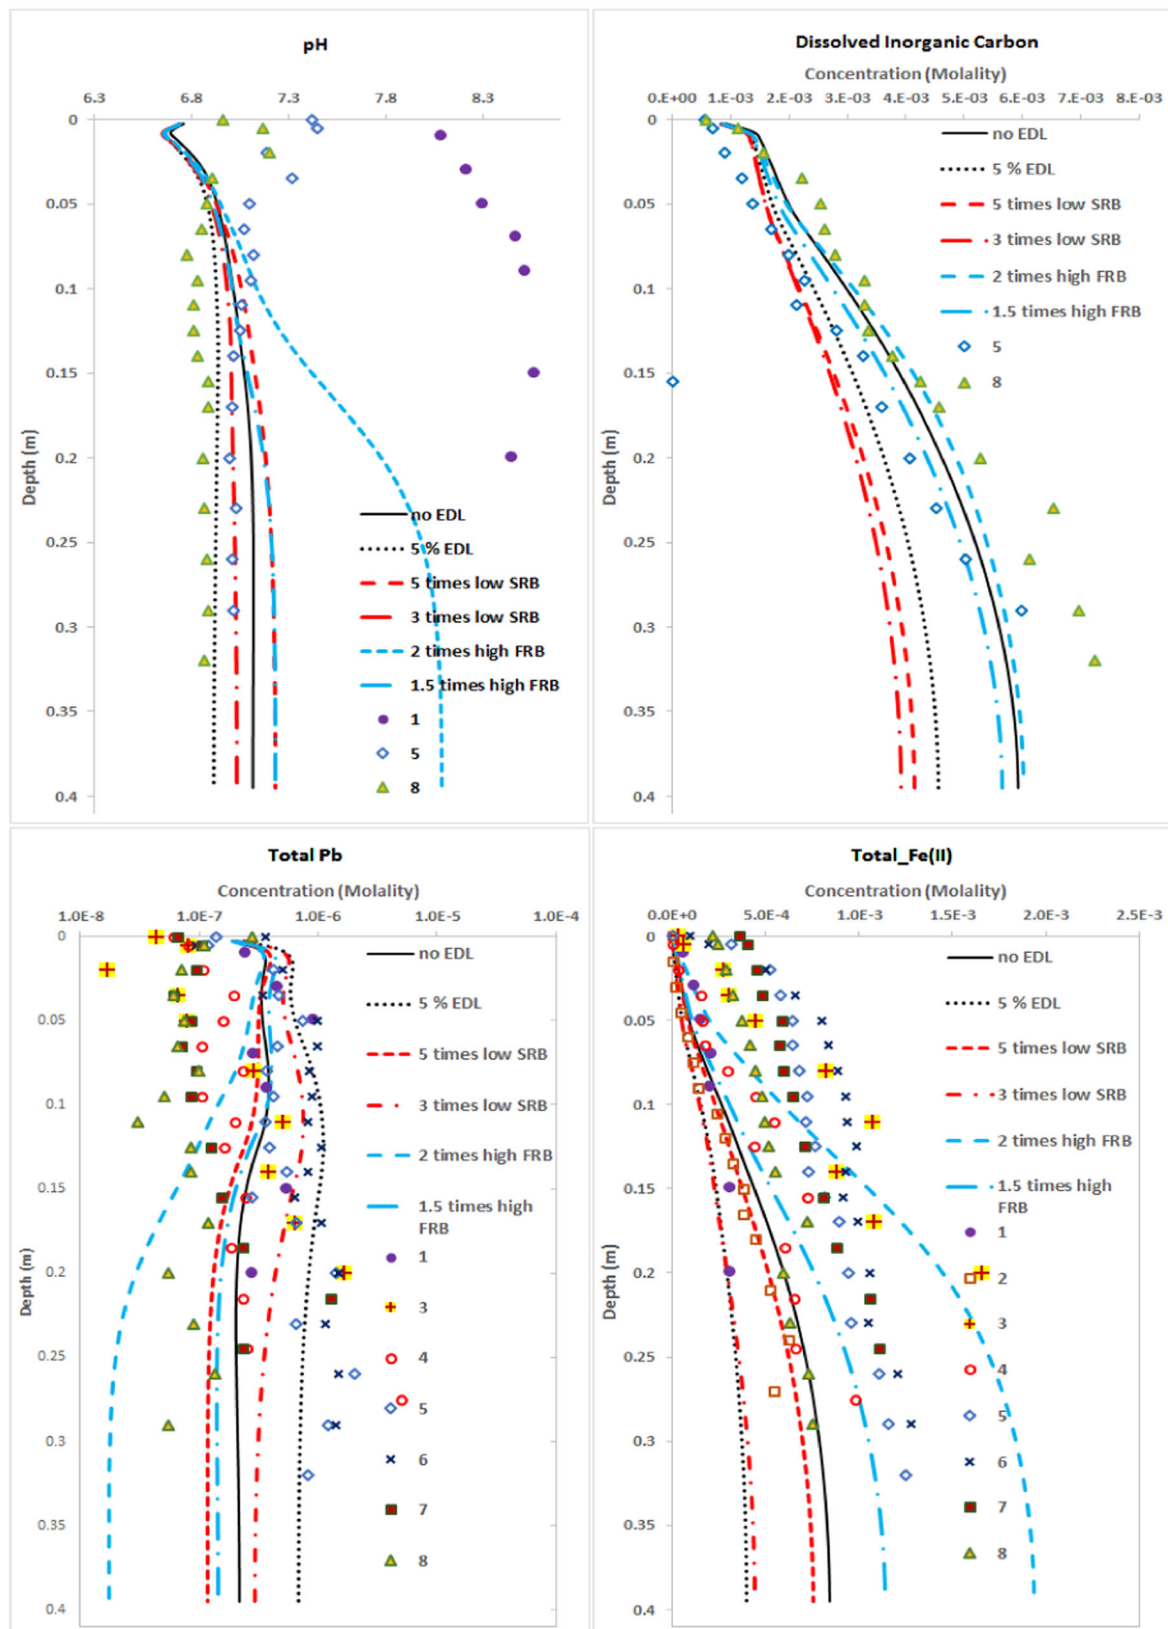 pH
6.3 6.8 7.3 7.8 8.3
0
0.05
0.1
0.15
0.2
0.25
0.3
0.35
0.4
Depth (m)
no EDL
5 % EDL
5 times low SRB
3 times low SRB
2 times high FRB
1.5 times high FRB
1
5
8
Dissolved Inorganic Carbon
Concentration (Molality)
0.E+00 1.E-03 2.E-03 3.E-03 4.E-03 5.E-03 6.E-03 7.E-03 8.E-03
0
0.05
0.1
0.15
0.2
0.25
0.3
0.35
0.4
Depth (m)
no EDL
5 % EDL
5 times low SRB
3 times low SRB
2 times high FRB
1.5 times high FRB
5
8
Total Pb
Concentration (Molality)
1.0E-8 1.0E-7 1.0E-6 1.0E-5 1.0E-4
0
0.05
0.1
0.15
0.2
0.25
0.3
0.35
0.4
Depth (m)
no EDL
5 % EDL
5 times low SRB
3 times low SRB
2 times high FRB
1.5 times high
FRB
1
3
4
5
6
7
8
Total_Fe(II)
Concentration (Molality)
0.0E+0 5.0E-4 1.0E-3 1.5E-3 2.0E-3 2.5E-3
0
0.05
0.1
0.15
0.2
0.25
0.3
0.35
0.4
Depth (m)
no EDL
5 % EDL
5 times low SRB
3 times low SRB
2 times high FRB
1.5 times high
FRB
1
2
3
4
5
6
7
8